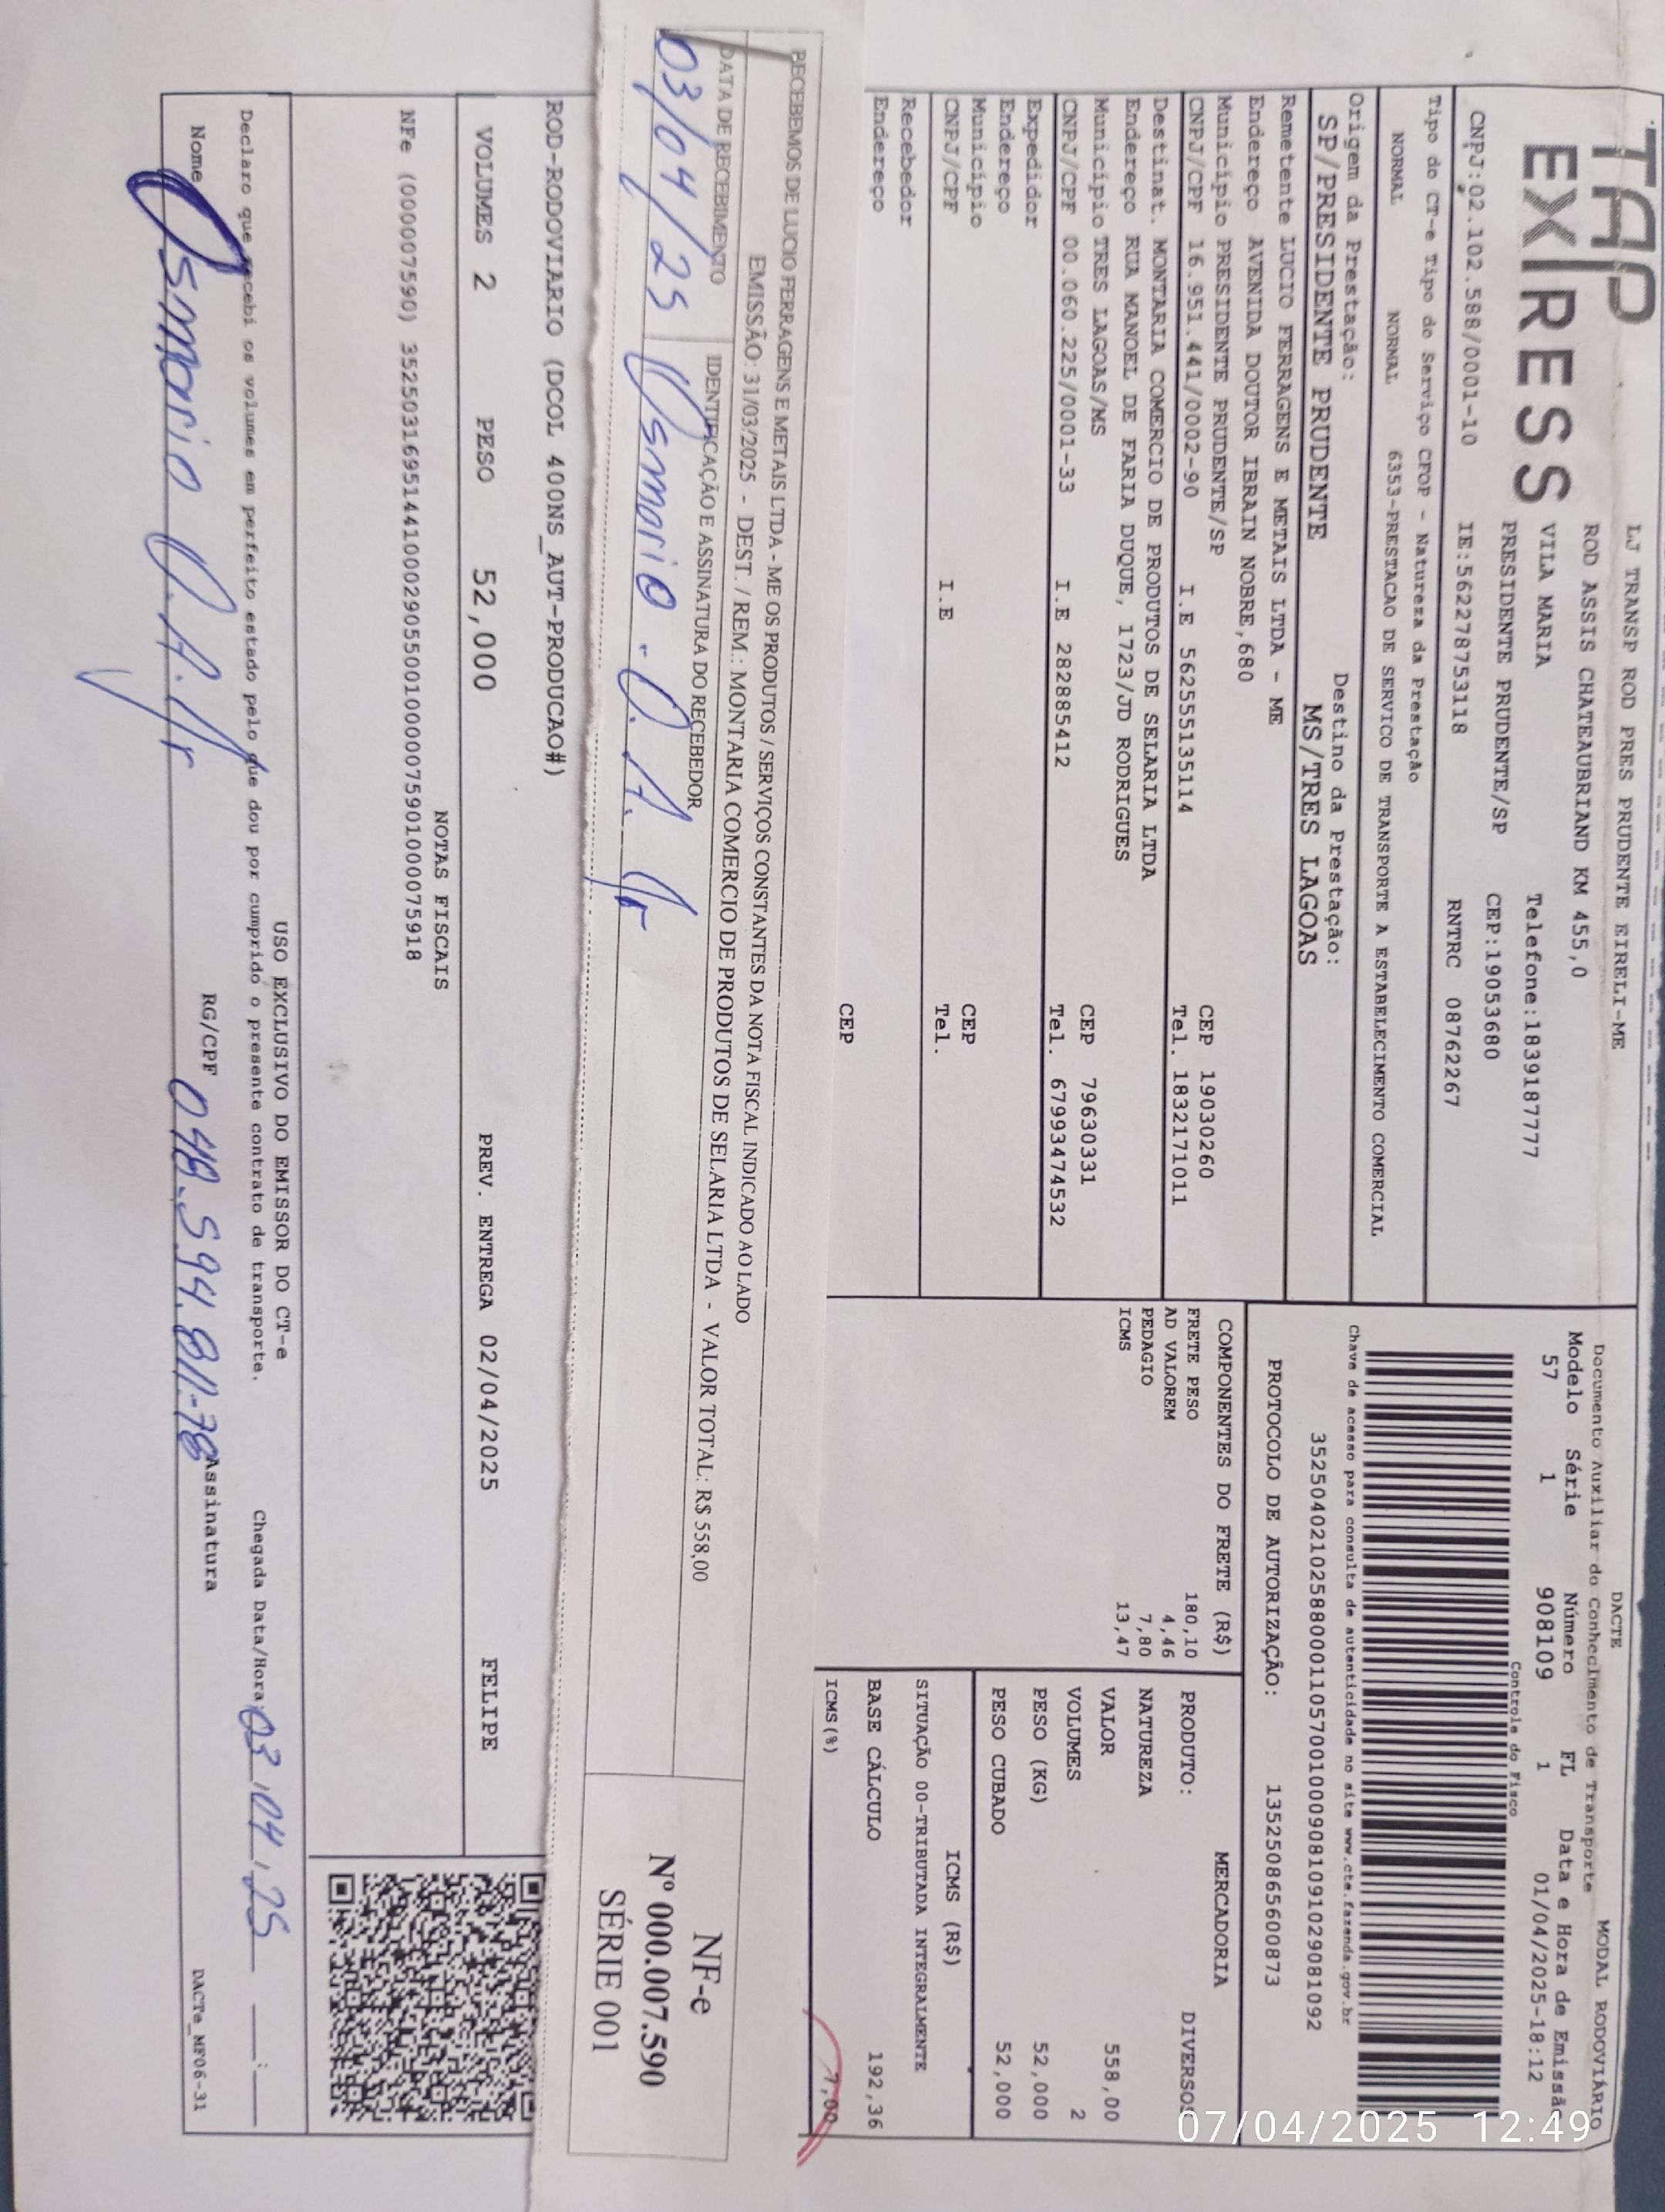 TAP
EXPRESS
LJ TRANSP ROD PRES PRUDENTE EIRELI-ME
ROD ASSIS CHATEAUBRIAND KM 455,0
VILA MARIA Telefone:1839187777
PRESIDENTE PRUDENTE/SP CEP:19053680
CNPJ:02.102.588/0001-10 IE:562278753118 RNTRC 08762267
Tipo do CT-e Tipo do Serviço CFOP - Natureza da Prestação
NORMAL NORMAL 6353-PRESTACAO DE SERVICO DE TRANSPORTE A ESTABELECIMENTO COMERCIAL
Origem da Prestação: Destino da Prestação:
SP/PRESIDENTE PRUDENTE MS/TRES LAGOAS
Remetente LUCIO FERRAGENS E METAIS LTDA - ME
Endereço AVENIDA DOUTOR IBRAIN NOBRE,680
Município PRESIDENTE PRUDENTE/SP CEP 19030260
CNPJ/CPF 16.951.441/0002-90 I.E 562555135114 Tel. 1832171011
Destinat. MONTARIA COMERCIO DE PRODUTOS DE SELARIA LTDA
Endereço RUA MANOEL DE FARIA DUQUE, 1723/JD RODRIGUES
Município TRES LAGOAS/MS CEP 79630331
CNPJ/CPF 00.060.225/0001-33 I.E 282885412 Tel. 67993474532
Expedidor
Endereço
Município CEP
CNPJ/CPF I.E Tel.
Recebedor
Endereço CEP
DACTE MODAL RODOVIÁRIO
Documento Auxiliar do Conhecimento de Transporte
Modelo Série Número FL Data e Hora de Emissão
57 1 908109 1 01/04/2025-18:12
Controle do Fisco
Chave de acesso para consulta de autenticidade no site www.cte.fazenda.gov.br
35250402102588000110570010009081091029081092
PROTOCOLO DE AUTORIZAÇÃO: 135250865600873
COMPONENTES DO FRETE (R$)
FRETE PESO 180,10
AD VALOREM 4,46
PEDAGIO 7,80
ICMS 13,47
MERCADORIA
PRODUTO: DIVERSOS
NATUREZA
VALOR 558,00
VOLUMES 2
PESO (KG) 52,000
PESO CUBADO 52,000
ICMS (R$)
SITUAÇÃO 00-TRIBUTADA INTEGRALMENTE
BASE CÁLCULO 192,36
ICMS(%) 7,00
07/04/2025 12:49
RECEBEMOS DE LUCIO FERRAGENS E METAIS LTDA - ME OS PRODUTOS / SERVIÇOS CONSTANTES DA NOTA FISCAL INDICADO AO LADO
EMISSÃO: 31/03/2025 - DEST. / REM.: MONTARIA COMERCIO DE PRODUTOS DE SELARIA LTDA - VALOR TOTAL: R$ 558,00
DATA DE RECEBIMENTO IDENTIFICAÇÃO E ASSINATURA DO RECEBEDOR
03/04/25 Osmario
NF-e
Nº 000.007.590
SÉRIE 001
ROD-RODOVIARIO (DCOL 400NS_AUT-PRODUCAO#)
VOLUMES 2 PESO 52,000 PREV. ENTREGA 02/04/2025 FELIPE
NOTAS FISCAIS
NFe (000007590) 35250316951441000290550010000075901000075918
USO EXCLUSIVO DO EMISSOR DO CT-e
Declaro que recebi os volumes em perfeito estado pelo que dou por cumprido o presente contrato de transporte. Chegada Data/Hora 03/04/25 __:__
Nome Osmario RG/CPF 048.594.811-78 Assinatura
DACTe_MF06-31